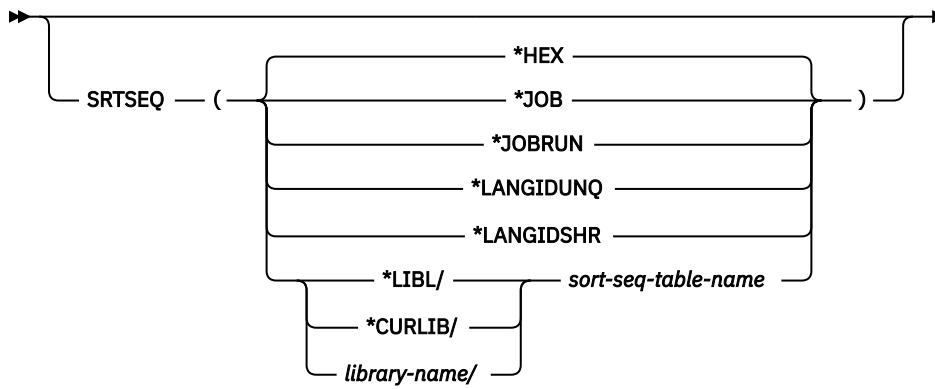 *HEX
SRTSEQ ( *JOB )
*JOBRUN
*LANGIDUNQ
*LANGIDSHR
*LIBL/ sort-seq-table-name
*CURLIB/
library-name/